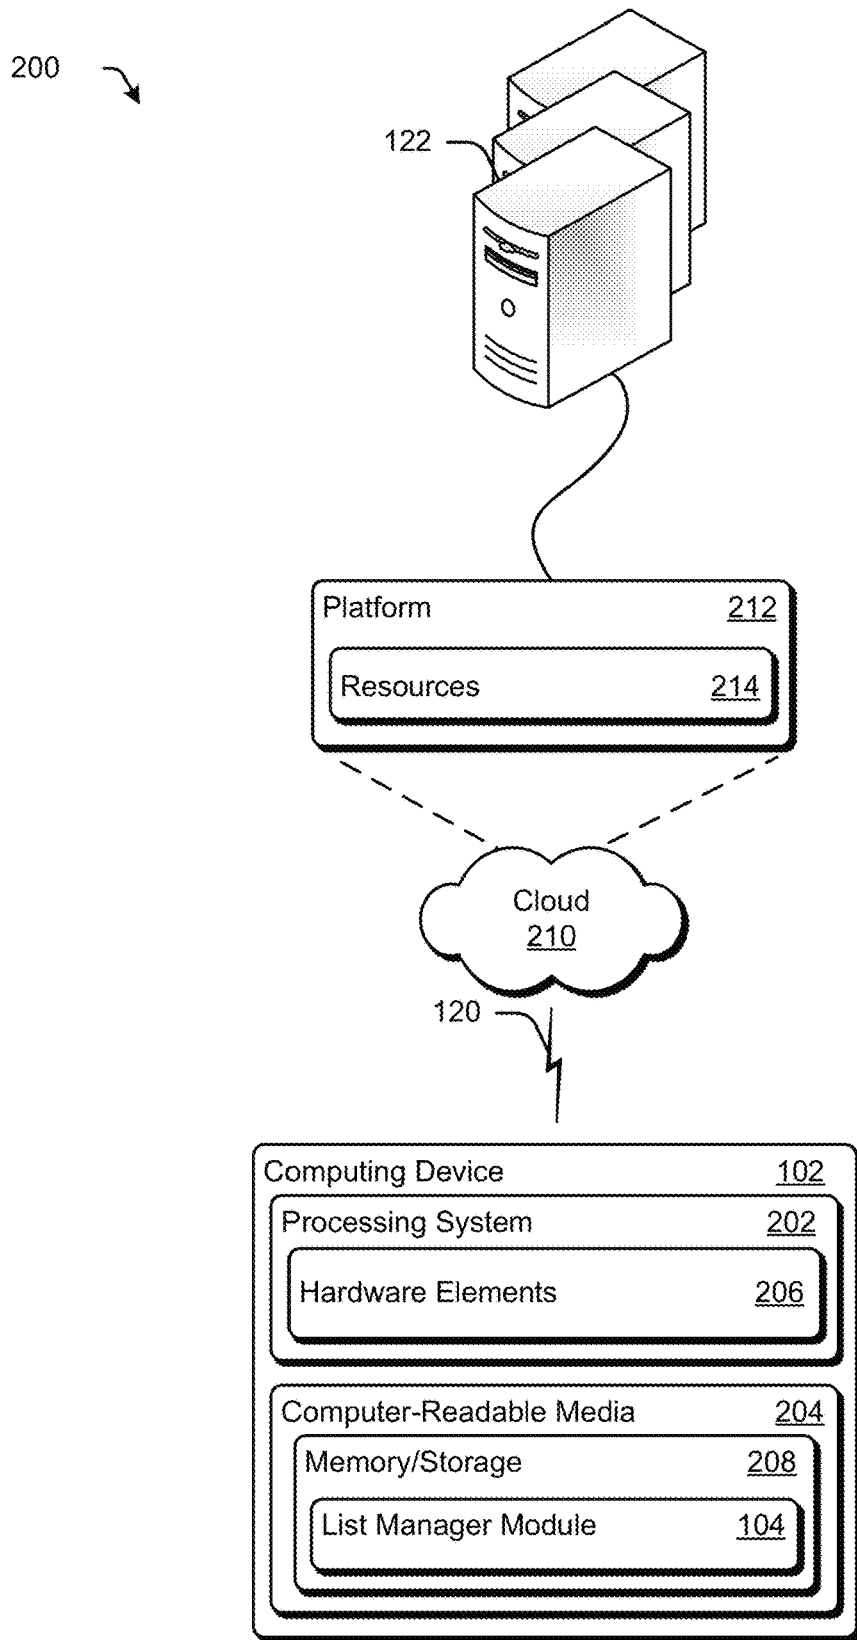 200
122
Platform 212
Resources 214
Cloud
210
120
Computing Device 102
Processing System 202
Hardware Elements 206
Computer-Readable Media 204
Memory/Storage 208
List Manager Module 104